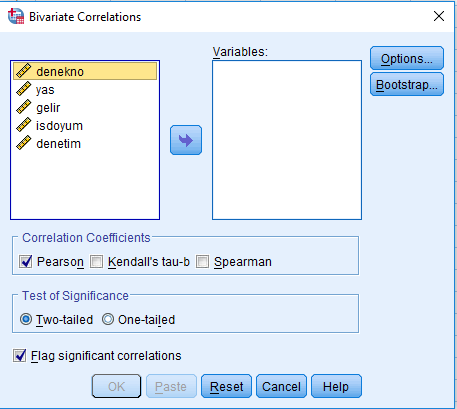 Bivariate Correlations
Variables:
denekno
yas
gelir
isdoyum
denetim
Options...
Bootstrap...
Correlation Coefficients
Pearson Kendall's tau-b Spearman
Test of Significance
Two-tailed One-tailed
Flag significant correlations
OK Paste Reset Cancel Help